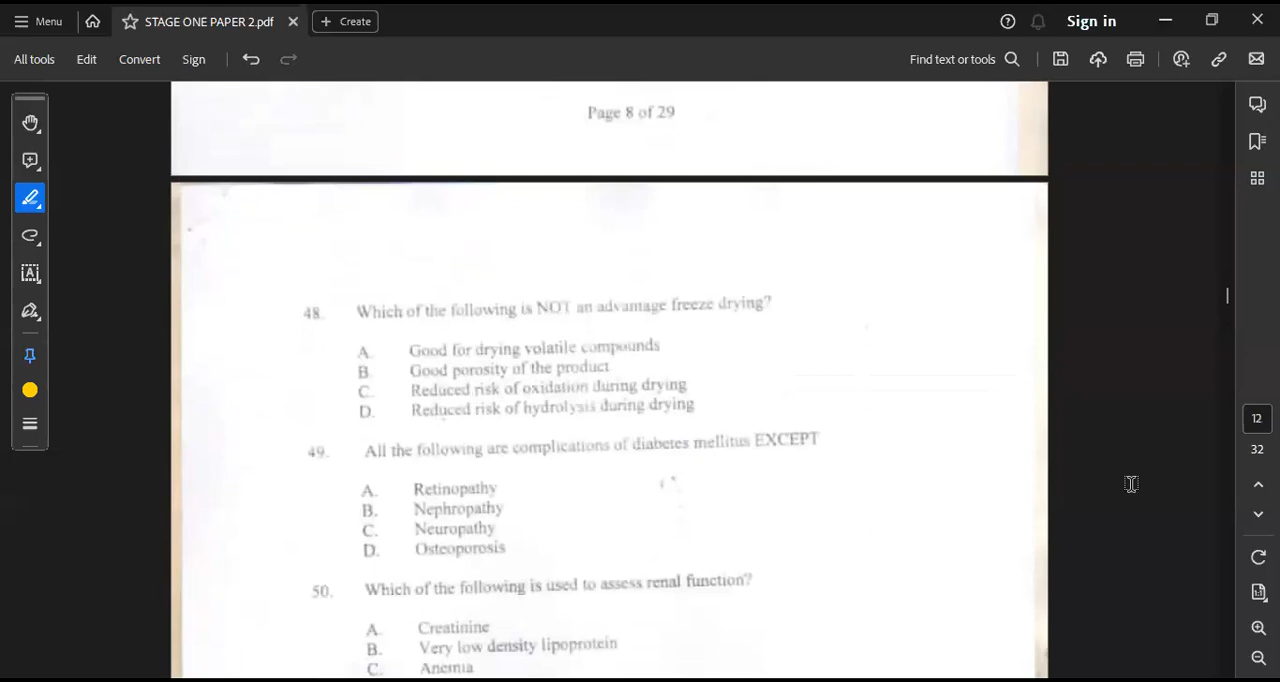 Menu
STAGE ONE PAPER 2.pdf
Create
Sign in
All tools
Edit
Convert
Sign
Find text or tools
Page 8 of 29
48. Which of the following is NOT an advantage freeze drying?
A. Good for drying volatile compounds
B. Good porosity of the product
C. Reduced risk of oxidation during drying
D. Reduced risk of hydrolysis during drying
49. All the following are complications of diabetes mellitus EXCEPT
A. Retinopathy
B. Nephropathy
C. Neuropathy
D. Osteoporosis
50. Which of the following is used to assess renal function?
A. Creatinine
B. Very low density lipoprotein
C. Anemia
12
32
1:1